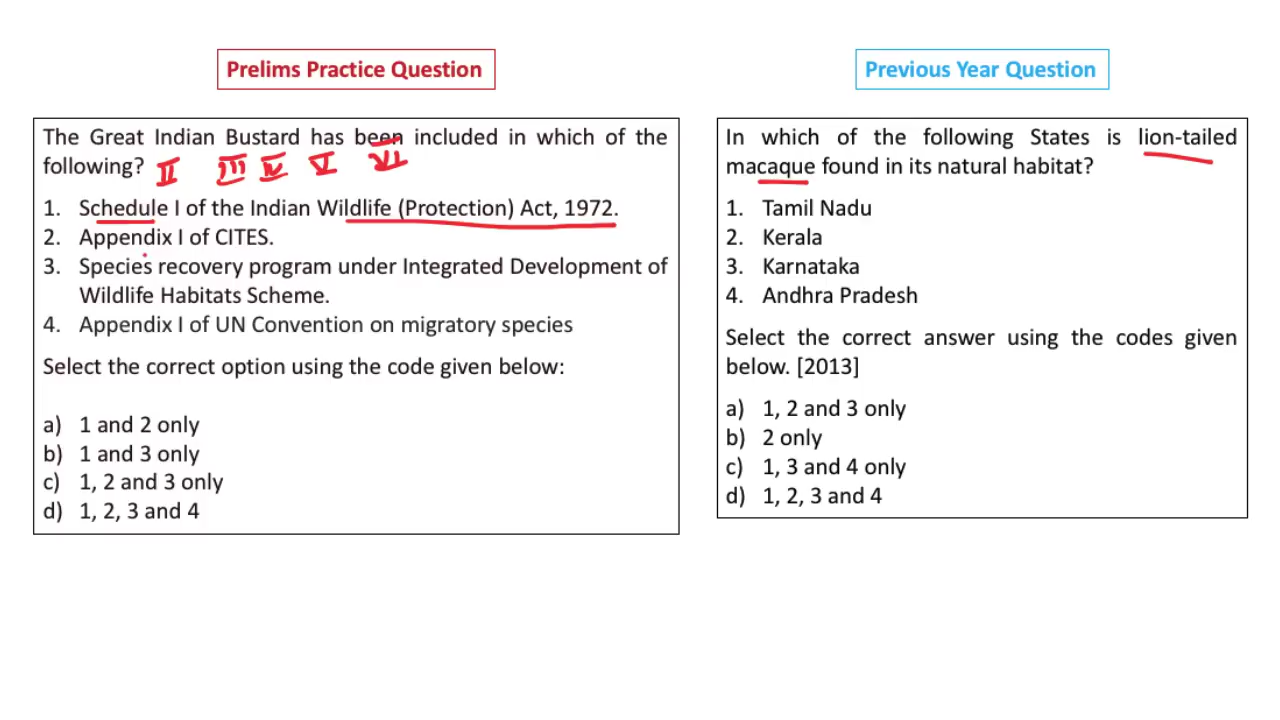 Prelims Practice Question
The Great Indian Bustard has been included in which of the
following? II III IV V VI
1. Schedule I of the Indian Wildlife (Protection) Act, 1972.
2. Appendix I of CITES.
3. Species recovery program under Integrated Development of
Wildlife Habitats Scheme.
4. Appendix I of UN Convention on migratory species
Select the correct option using the code given below:
a) 1 and 2 only
b) 1 and 3 only
c) 1, 2 and 3 only
d) 1, 2, 3 and 4
Previous Year Question
In which of the following States is lion-tailed
macaque found in its natural habitat?
1. Tamil Nadu
2. Kerala
3. Karnataka
4. Andhra Pradesh
Select the correct answer using the codes given
below. [2013]
a) 1, 2 and 3 only
b) 2 only
c) 1, 3 and 4 only
d) 1, 2, 3 and 4